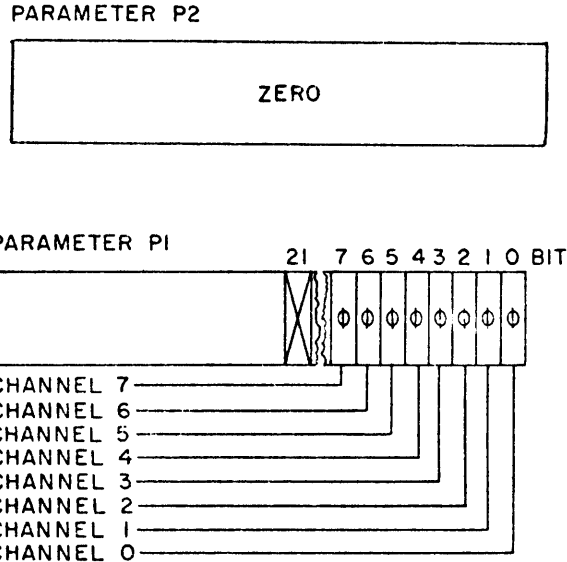 PARAMETER P2
ZERO
PARAMETER P1
21 7 6 5 4 3 2 1 0 BIT
Φ Φ Φ Φ Φ Φ Φ Φ
CHANNEL 7
CHANNEL 6
CHANNEL 5
CHANNEL 4
CHANNEL 3
CHANNEL 2
CHANNEL 1
CHANNEL 0